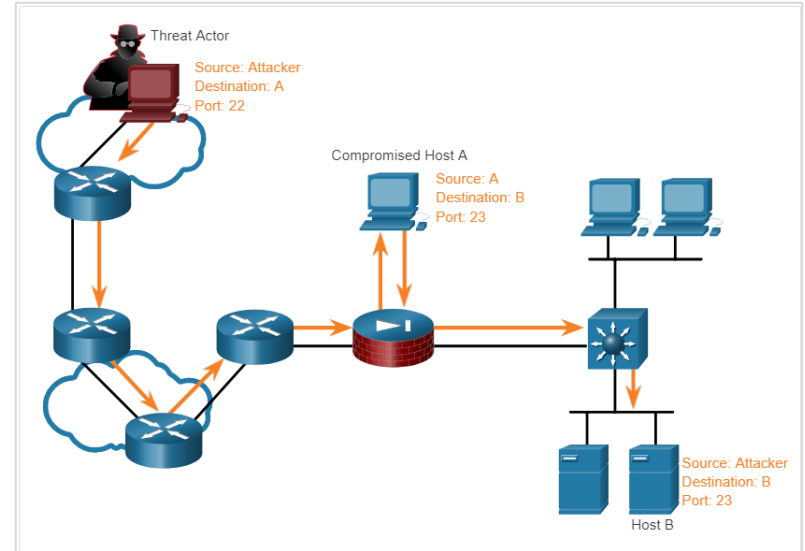 Threat Actor
Source: Attacker
Destination: A
Port: 22
Compromised Host A
Source: A
Destination: B
Port: 23
Source: Attacker
Destination: B
Port: 23
Host B